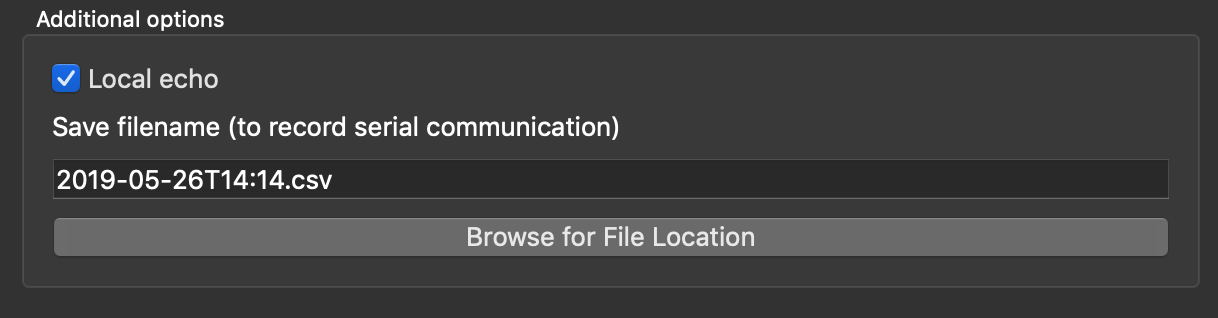 Additional options
Local echo
Save filename (to record serial communication)
2019-05-26T14:14.csv
Browse for File Location